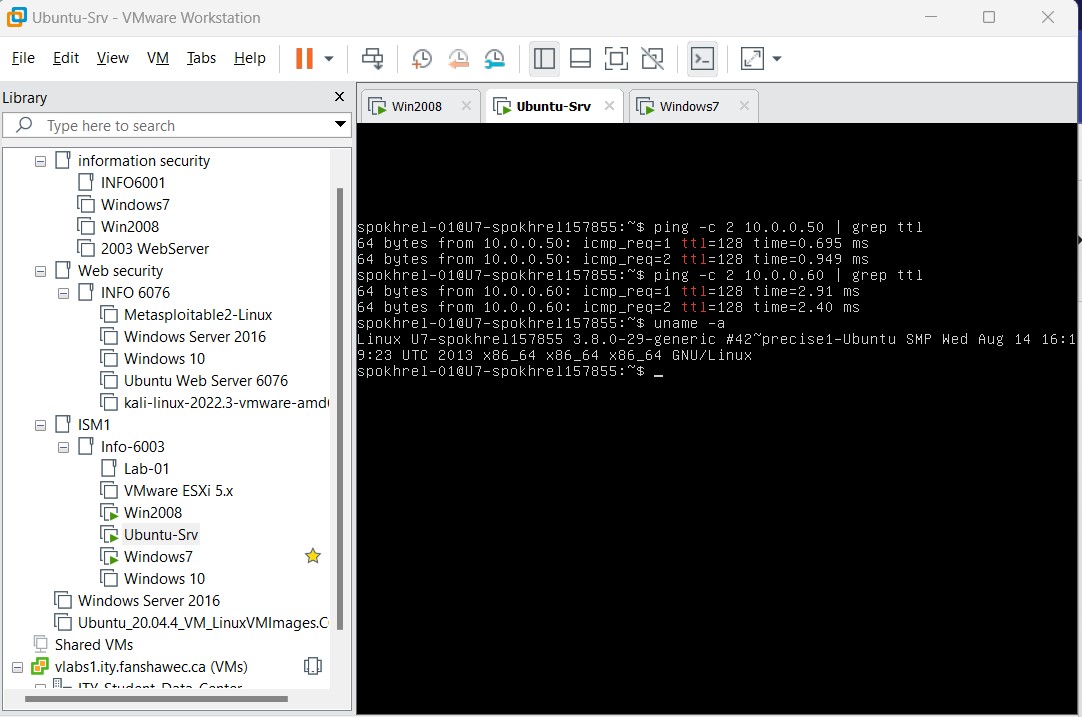 Ubuntu-Srv - VMware Workstation
File Edit View VM Tabs Help
Library
Type here to search
information security
INFO6001
Windows7
Win2008
2003 WebServer
Web security
INFO 6076
Metasploitable2-Linux
Windows Server 2016
Windows 10
Ubuntu Web Server 6076
kali-linux-2022.3-vmware-amd
ISM1
Info-6003
Lab-01
VMware ESXi 5.x
Win2008
Ubuntu-Srv
Windows7
Windows 10
Windows Server 2016
Ubuntu_20.04.4_VM_LinuxVMImages.C
Shared VMs
vlabs1.ity.fanshawec.ca (VMs)
ITY Student Data Center
Win2008 Ubuntu-Srv Windows7
spokhrel-01@U7-spokhrel157855:~$ ping -c 2 10.0.0.50 | grep ttl
64 bytes from 10.0.0.50: icmp_req=1 ttl=128 time=0.695 ms
64 bytes from 10.0.0.50: icmp_req=2 ttl=128 time=0.949 ms
spokhrel-01@U7-spokhrel157855:~$ ping -c 2 10.0.0.60 | grep ttl
64 bytes from 10.0.0.60: icmp_req=1 ttl=128 time=2.91 ms
64 bytes from 10.0.0.60: icmp_req=2 ttl=128 time=2.40 ms
spokhrel-01@U7-spokhrel157855:~$ uname -a
Linux U7-spokhrel157855 3.8.0-29-generic #42~precise1-Ubuntu SMP Wed Aug 14 16:1
9:23 UTC 2013 x86_64 x86_64 x86_64 GNU/Linux
spokhrel-01@U7-spokhrel157855:~$ _